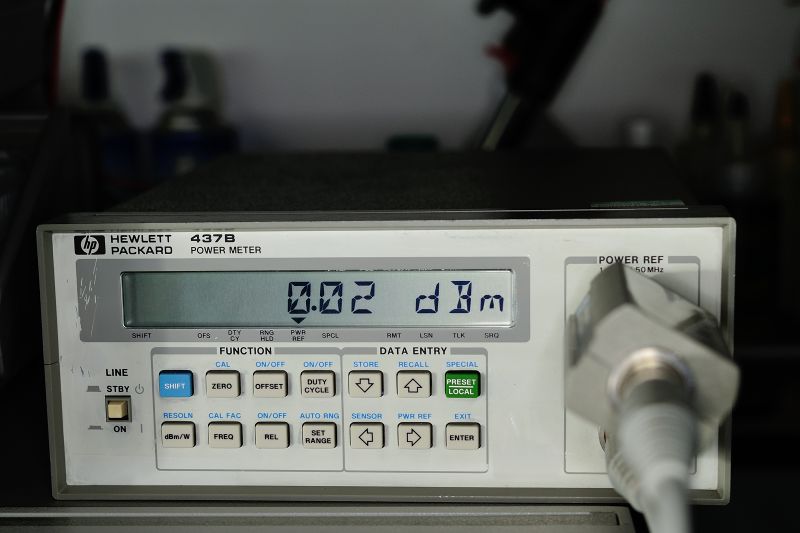 hp HEWLETT PACKARD 437B POWER METER
0.02 dBm
SHIFT OFS DTY CY RNG HLD PWR REF SPCL RMT LSN TLK SRQ
POWER REF
50 MHz
FUNCTION DATA ENTRY
LINE
STBY
ON
CAL ON/OFF ON/OFF STORE RECALL SPECIAL
SHIFT ZERO OFFSET DUTY CYCLE PRESET LOCAL
RESOLN CAL FAC ON/OFF AUTO RNG SENSOR PWR REF EXIT
dBm/W FREQ REL SET RANGE ENTER